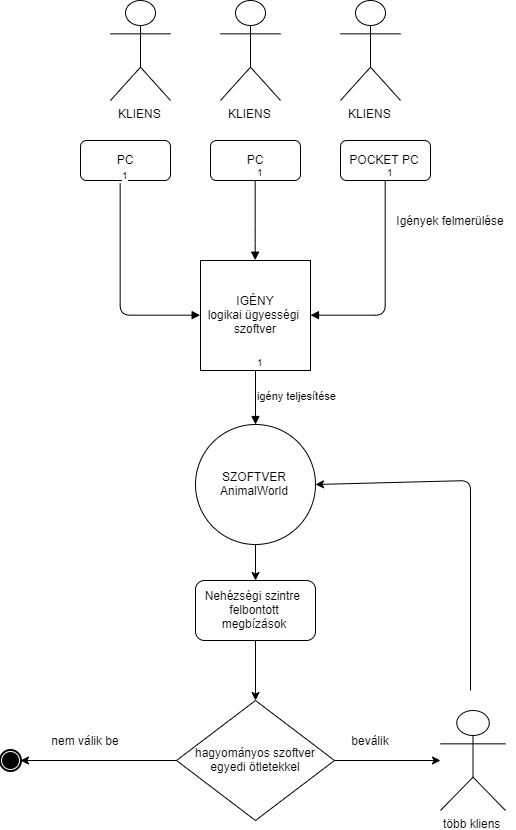 KLIENS
KLIENS
KLIENS
PC
1
PC
1
POCKET PC
1
Igények felmerülése
IGÉNY
logikai ügyességi
szoftver
1
igény teljesítése
SZOFTVER
AnimalWorld
Nehézségi szintre
felbontott
megbízások
nem válik be
hagyományos szoftver
egyedi ötletekkel
beválik
több kliens